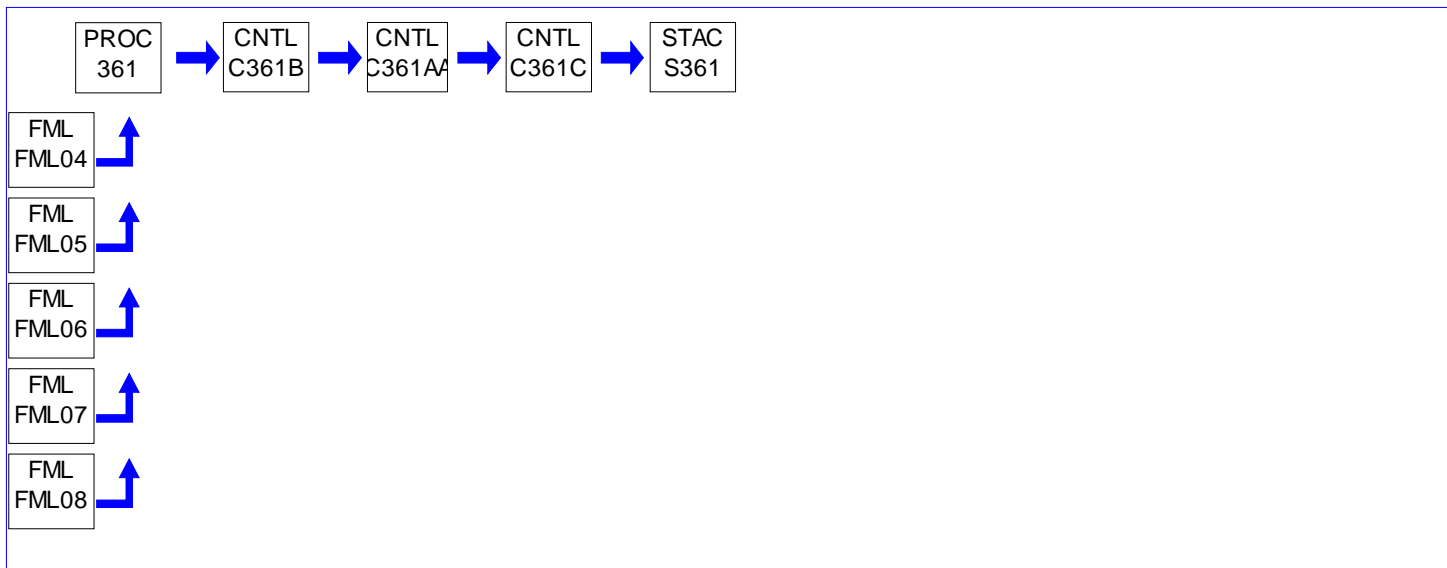 PROC
361
CNTL
C361B
CNTL
C361AA
CNTL
C361C
STAC
S361
FML
FML04
FML
FML05
FML
FML06
FML
FML07
FML
FML08